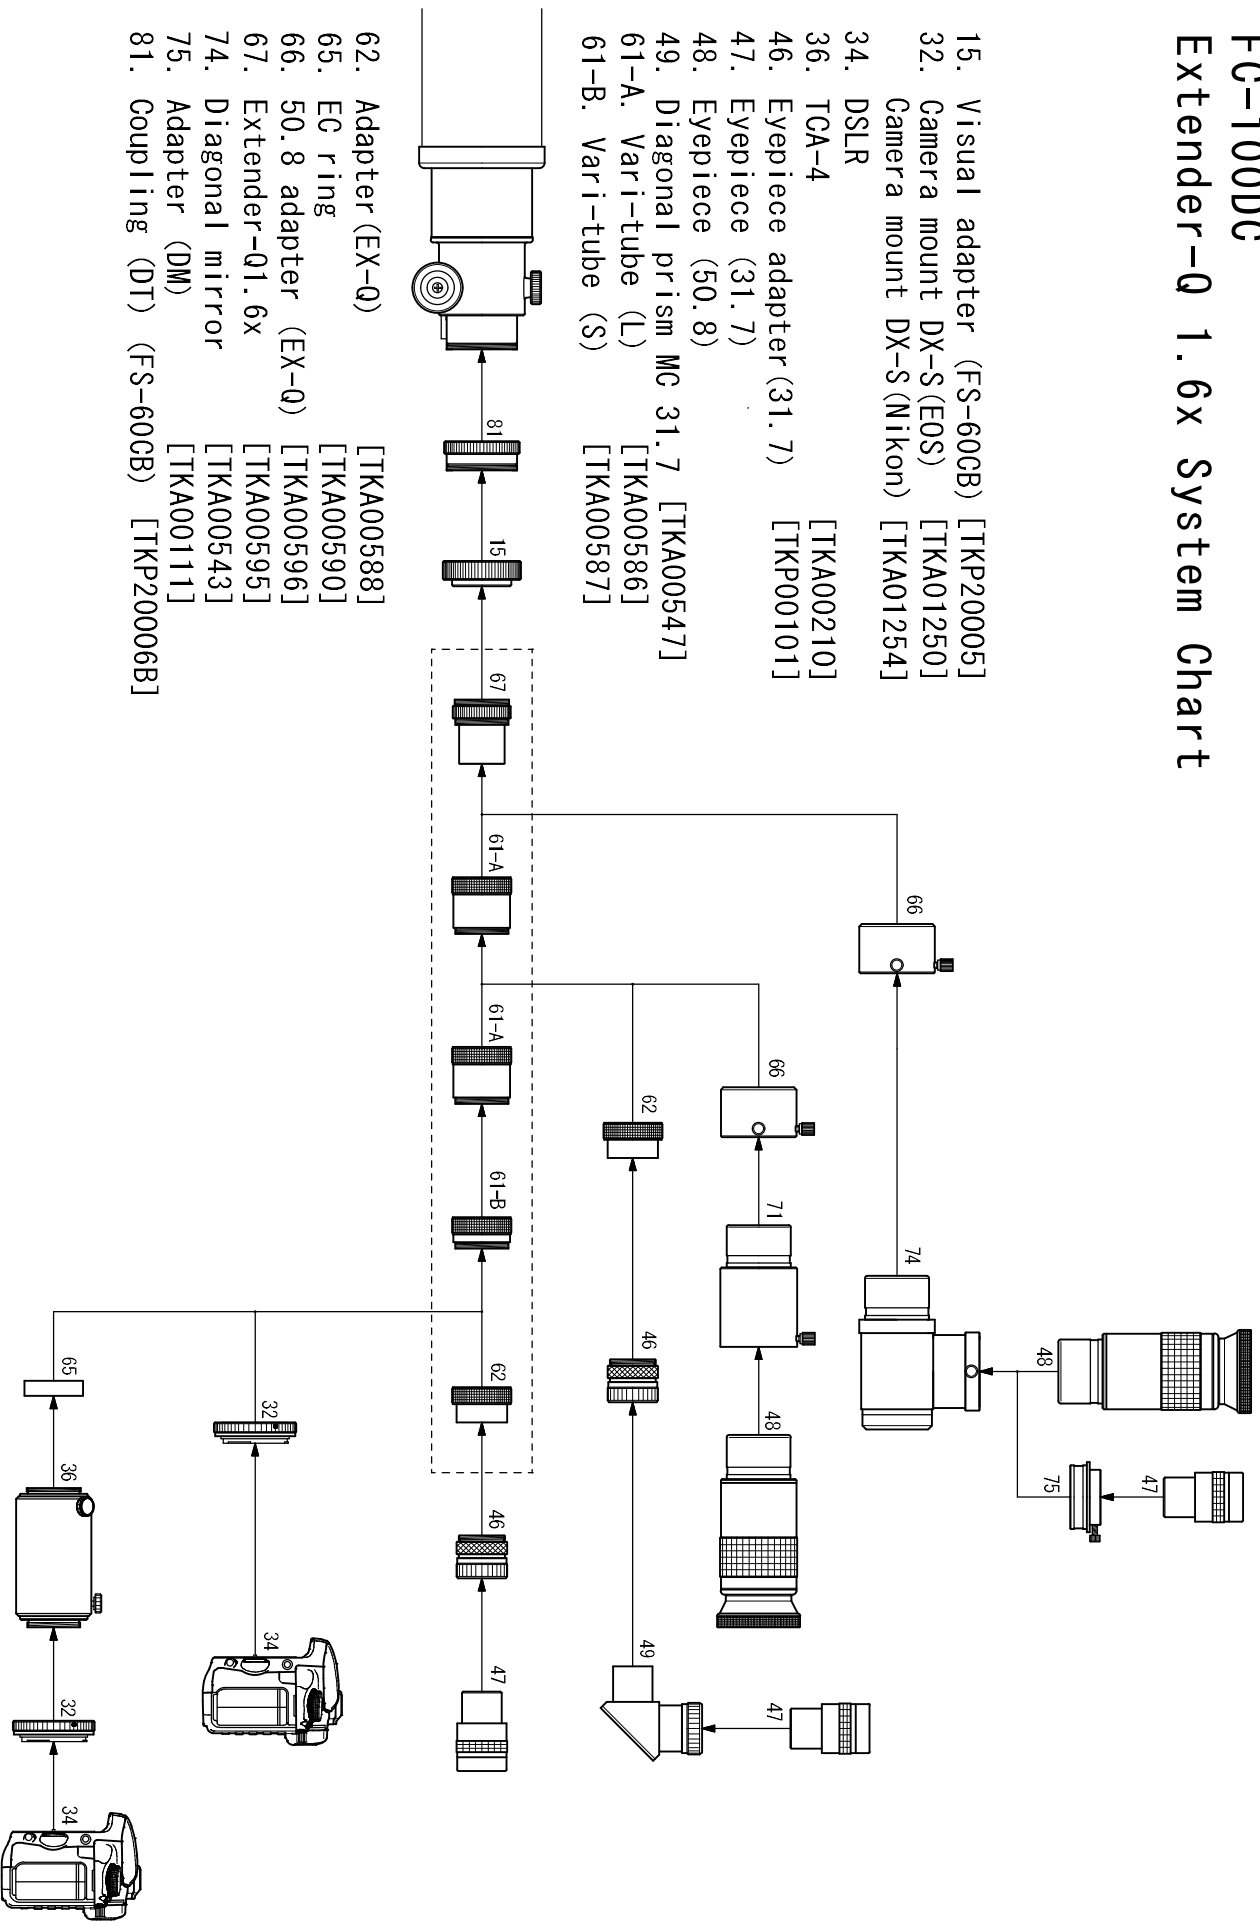 FC-100DC
Extender-Q 1.6x System Chart
15. Visual adapter (FS-60CB) [TKP20005]
32. Camera mount DX-S(EOS) [TKA01250]
Camera mount DX-S(Nikon) [TKA01254]
34. DSLR
36. TCA-4 [TKA00210]
46. Eyepiece adapter(31.7) [TKP00101]
47. Eyepiece (31.7)
48. Eyepiece (50.8)
49. Diagonal prism MC 31.7 [TKA00547]
61-A. Vari-tube (L) [TKA00586]
61-B. Vari-tube (S) [TKA00587]
62. Adapter(EX-Q) [TKA00588]
65. EC ring [TKA00590]
66. 50.8 adapter (EX-Q) [TKA00596]
67. Extender-Q1.6x [TKA00595]
74. Diagonal mirror [TKA00543]
75. Adapter (DM) [TKA00111]
81. Coupling (DT) (FS-60CB) [TKP20006B]
48
75
47
66
74
66
71
48
62
46
49
47
81
15
67
61-A
61-A
61-B
62
46
47
32
34
65
36
32
34